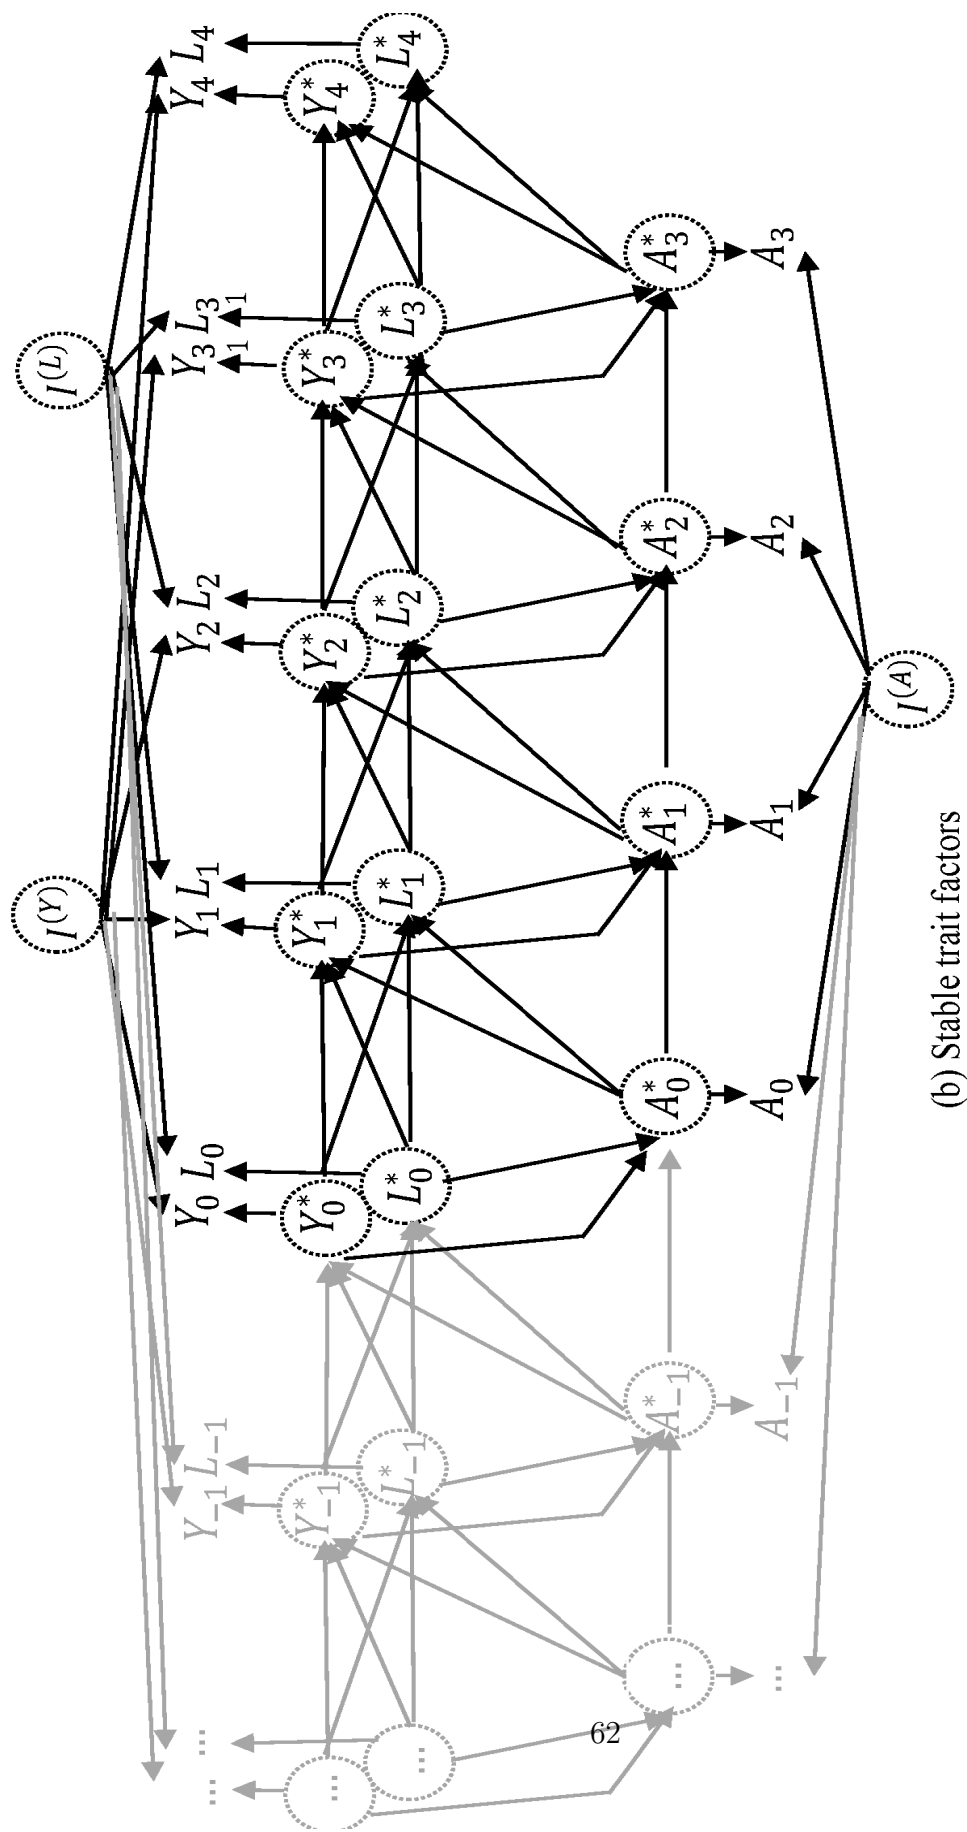 I^(Y) I^(L)
... ... Y_−1 L_−1 Y_0 L_0 Y_1 L_1 Y_2 L_2 Y_3 L_3 Y_4 L_4
1 1
... Y*_−1 Y*_0 Y*_1 Y*_2 Y*_3 Y*_4
... L*_−1 L*_0 L*_1 L*_2 L*_3 L*_4
... A*_−1 A*_0 A*_1 A*_2 A*_3
... A_−1 A_0 A_1 A_2 A_3
I^(A)
(b) Stable trait factors
62